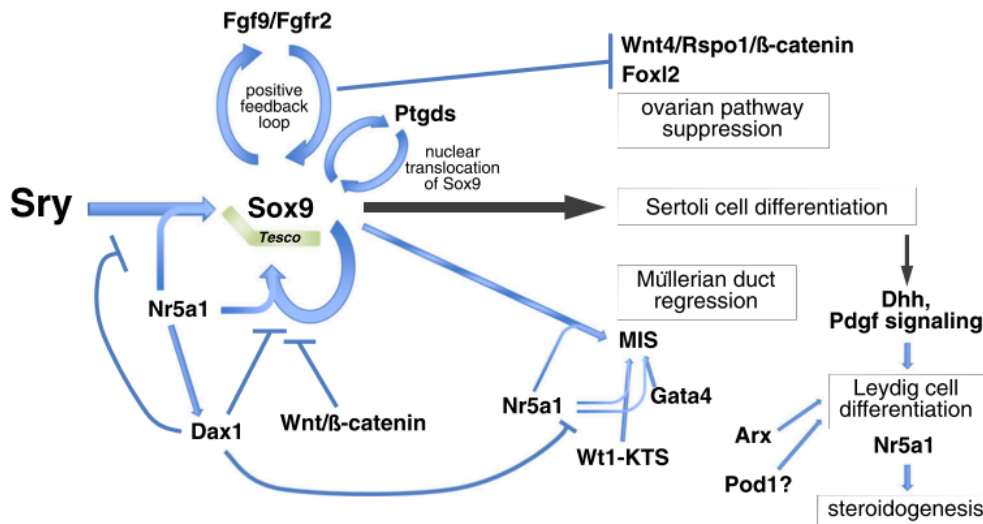 Fgf9/Fgfr2
positive
feedback
loop
Wnt4/Rspo1/ß-catenin
Foxl2
ovarian pathway
suppression
Ptgds
nuclear
translocation
of Sox9
Sry
Sox9
Tesco
Sertoli cell differentiation
Nr5a1
Müllerian duct
regression
MIS
Dhh,
Pdgf signaling
Dax1
Wnt/ß-catenin
Nr5a1
Gata4
Wt1-KTS
Leydig cell
differentiation
Arx
Nr5a1
Pod1?
steroidogenesis